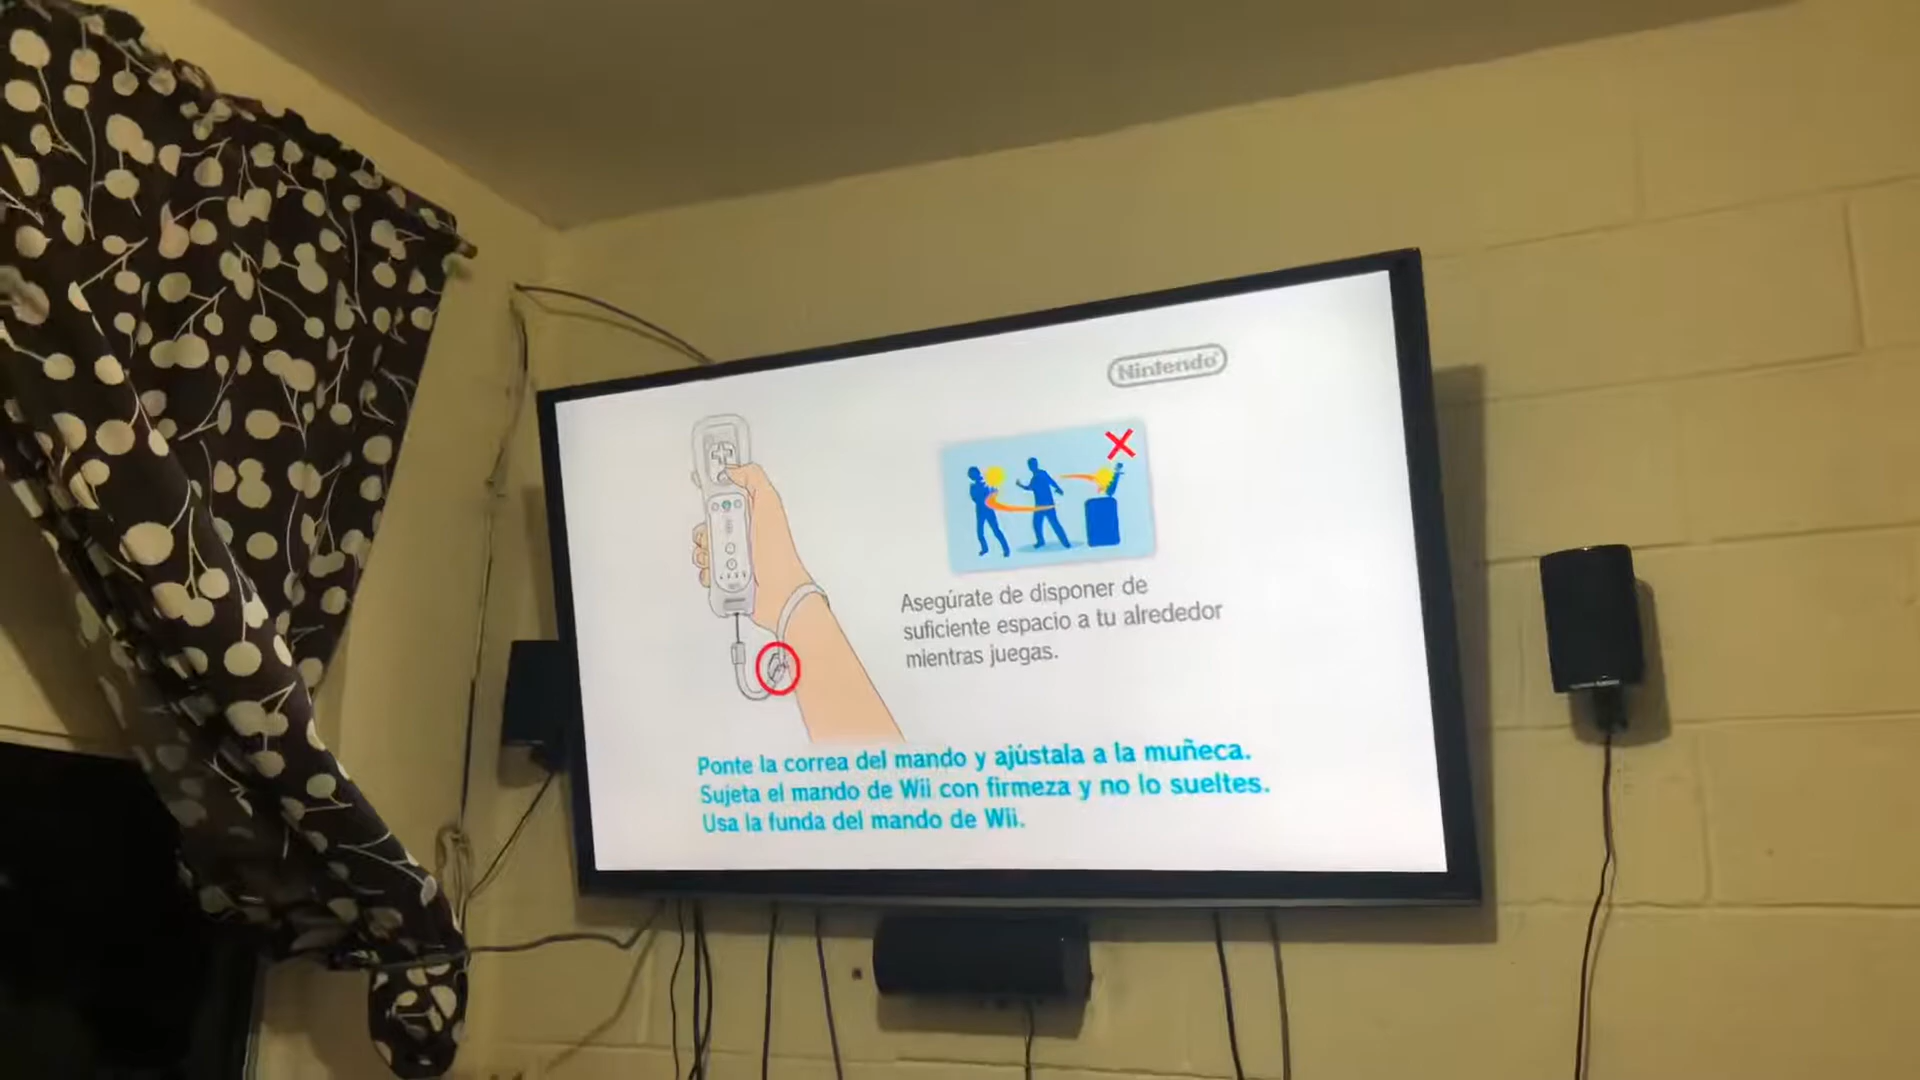 Nintendo
Asegúrate de disponer de
suficiente espacio a tu alrededor
mientras juegas.
Ponte la correa del mando y ajústala a la muñeca.
Sujeta el mando de Wii con firmeza y no lo sueltes.
Usa la funda del mando de Wii.